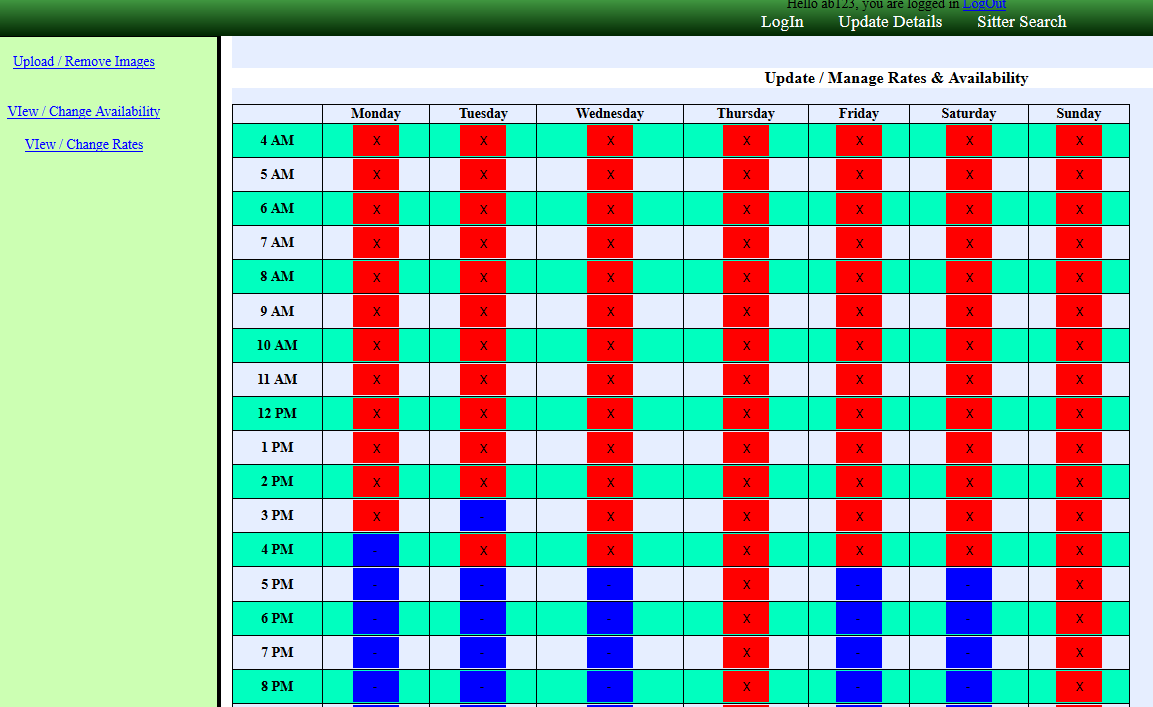 Hello ab123, you are logged in LogOut
LogIn Update Details Sitter Search
Upload / Remove Images
VIew / Change Availability
VIew / Change Rates
Update / Manage Rates & Availability
Monday Tuesday Wednesday Thursday Friday Saturday Sunday
4 AM X X X X X X X
5 AM X X X X X X X
6 AM X X X X X X X
7 AM X X X X X X X
8 AM X X X X X X X
9 AM X X X X X X X
10 AM X X X X X X X
11 AM X X X X X X X
12 PM X X X X X X X
1 PM X X X X X X X
2 PM X X X X X X X
3 PM X X X X X X
4 PM X X X X X X
5 PM X X
6 PM X X
7 PM X X
8 PM X X